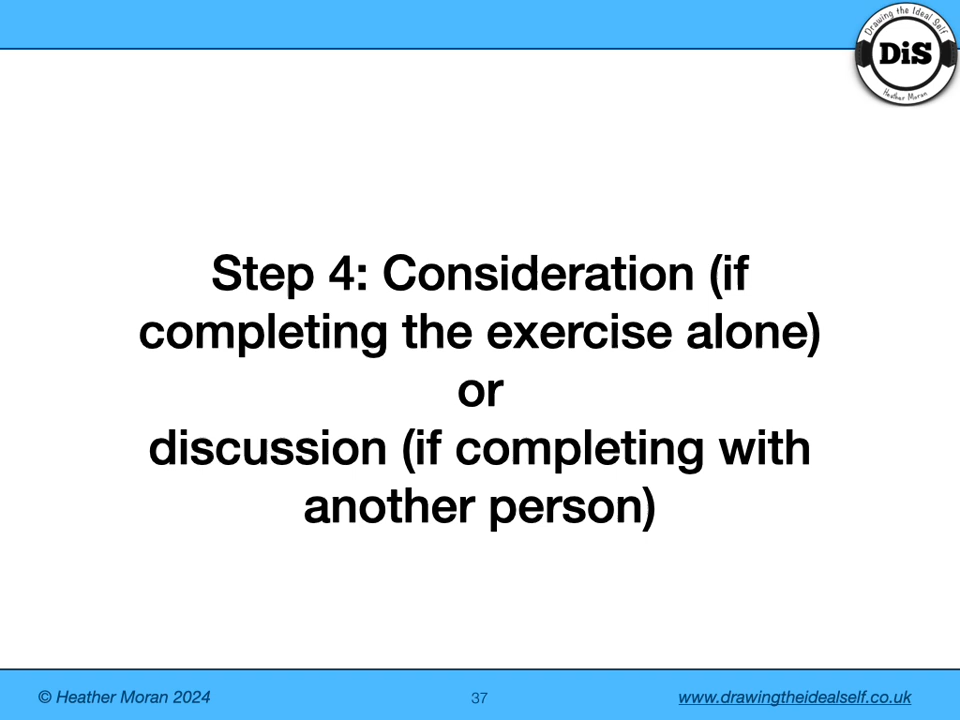 Drawing the Ideal Self
DiS
Heather Moran
Step 4: Consideration (if
completing the exercise alone)
or
discussion (if completing with
another person)
© Heather Moran 2024
37
www.drawingtheidealself.co.uk